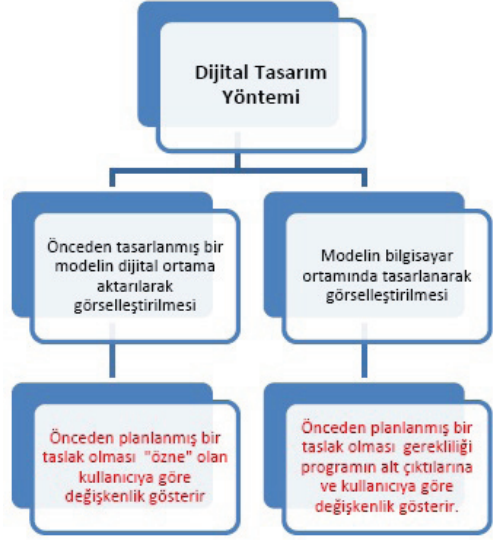 Dijital Tasarım
Yöntemi
Önceden tasarlanmış bir
modelin dijital ortama
aktarılarak
görselleştirilmesi
Modelin bilgisayar
ortamında tasarlanarak
görselleştirilmesi
Önceden planlanmış bir
taslak olması "özne" olan
kullanıcıya göre
değişkenlik gösterir
Önceden planlanmış bir
taslak olması gerekliliği
programın alt çıktılarına
ve kullanıcıya göre
değişkenlik gösterir.